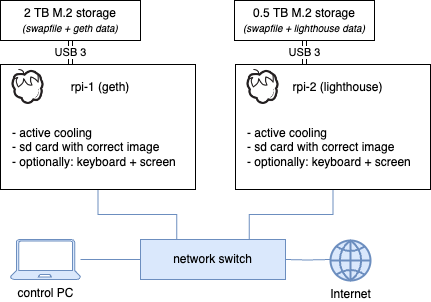 2 TB M.2 storage
(swapfile + geth data)
0.5 TB M.2 storage
(swapfile + lighthouse data)
USB 3
USB 3
rpi-1 (geth)
- active cooling
- sd card with correct image
- optionally: keyboard + screen
rpi-2 (lighthouse)
- active cooling
- sd card with correct image
- optionally: keyboard + screen
network switch
control PC
Internet